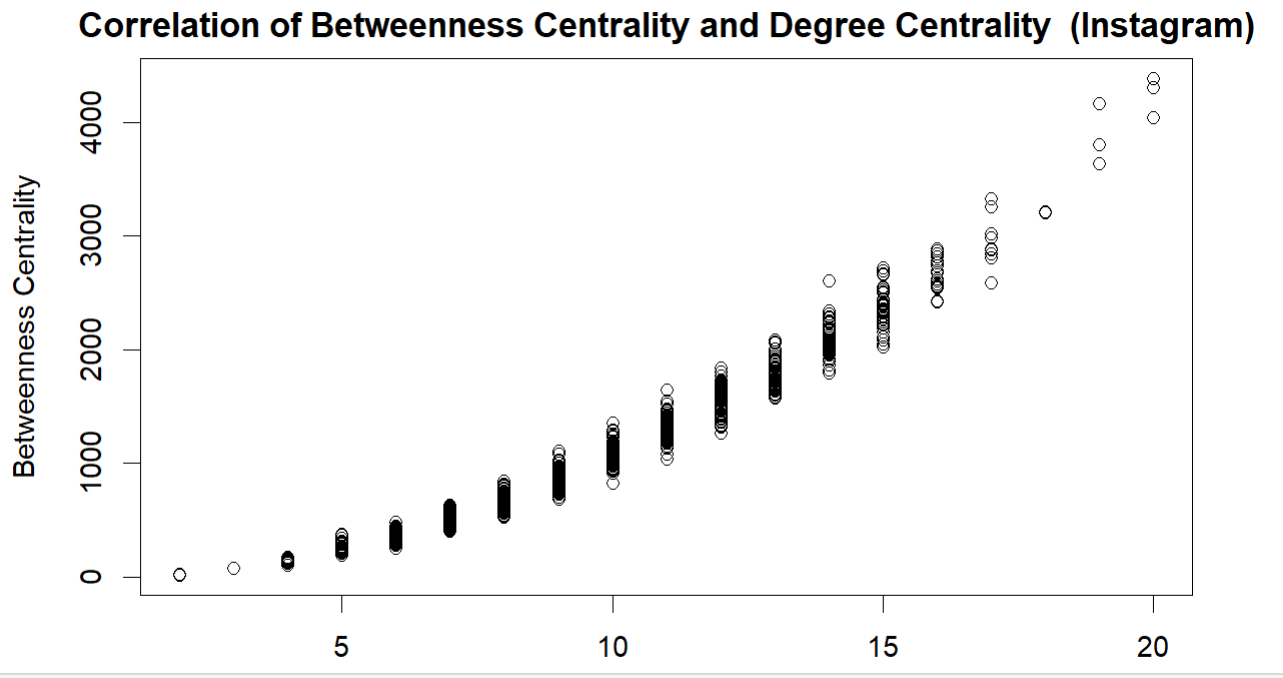 Correlation of Betweenness Centrality and Degree Centrality  (Instagram)
Betweenness Centrality
4000
3000
2000
1000
0
5 10 15 20